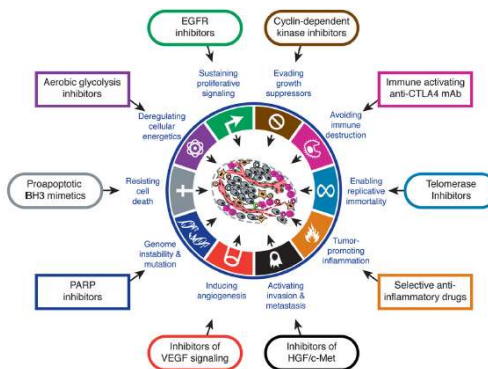 EGFR
inhibitors
Cyclin-dependent
kinase inhibitors
Sustaining
proliferative
signaling
Evading
growth
suppressors
Aerobic glycolysis
inhibitors
Immune activating
anti-CTLA4 mAb
Deregulating
cellular
energetics
Avoiding
immune
destruction
Proapoptotic
BH3 mimetics
Resisting
cell
death
Enabling
replicative
immortality
Telomerase
Inhibitors
Genome
instability &
mutation
Tumor-
promoting
inflammation
PARP
inhibitors
Inducing
angiogenesis
Activating
invasion &
metastasis
Selective anti-
inflammatory drugs
Inhibitors of
VEGF signaling
Inhibitors of
HGF/c-Met